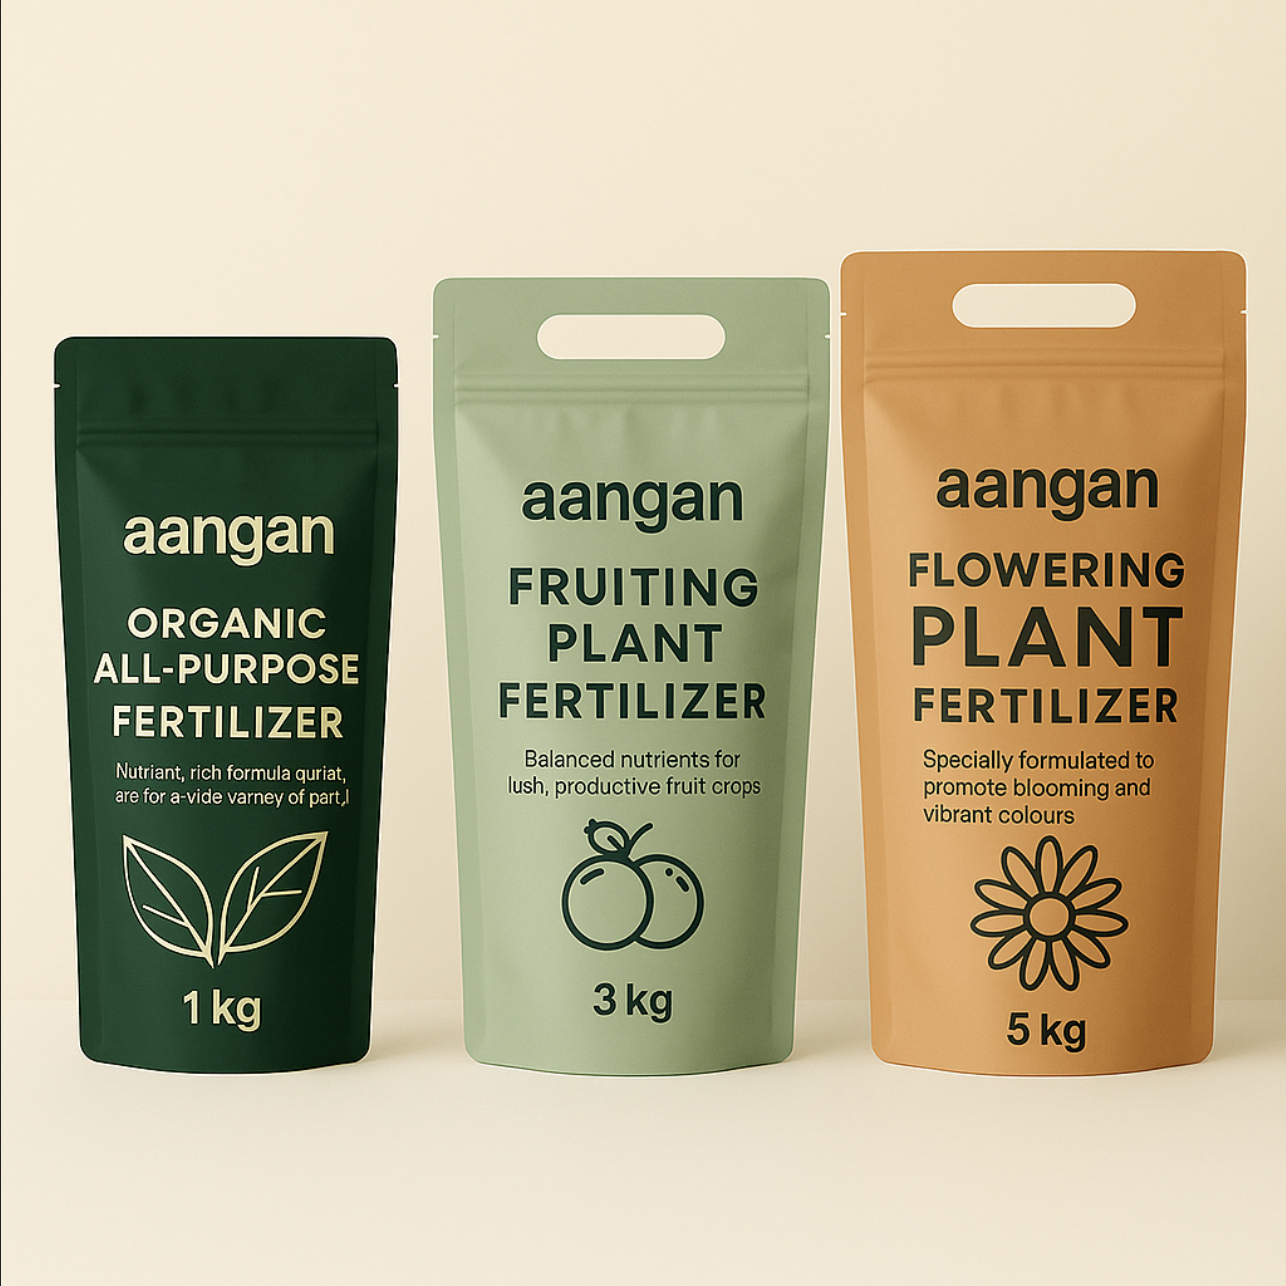 aangan
ORGANIC
ALL-PURPOSE
FERTILIZER
Nutriant, rich formula quriat,
are for a-vide varney of part,l
1 kg
aangan
FRUITING
PLANT
FERTILIZER
Balanced nutrients for
lush, productive fruit crops
3 kg
aangan
FLOWERING
PLANT
FERTILIZER
Specially formulated to
promote blooming and
vibrant colours
5 kg